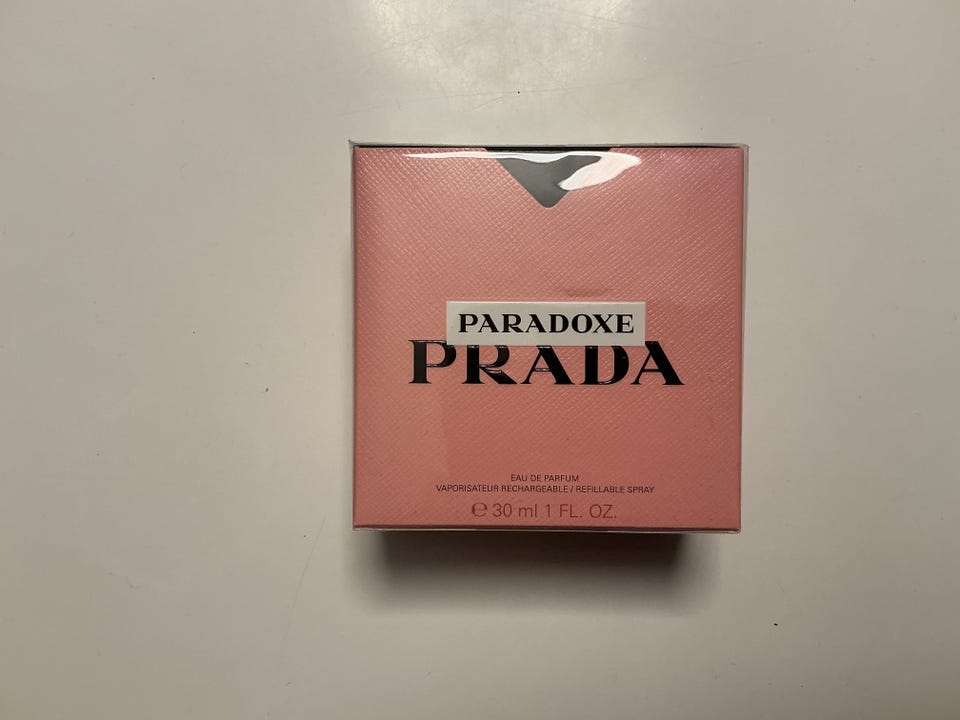 PARADOXE
PRADA
EAU DE PARFUM
VAPORISATEUR RECHARGEABLE / REFILLABLE SPRAY
℮ 30 ml 1 FL. OZ.